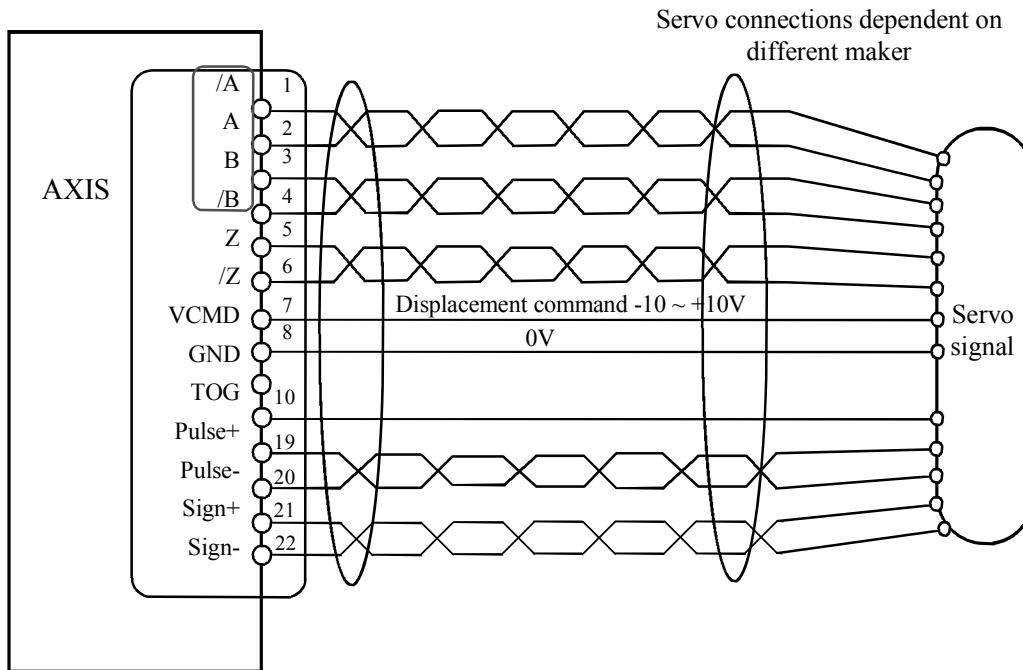 Servo connections dependent on
different maker
AXIS
/A 1
A 2
B 3
/B 4
Z 5
/Z 6
VCMD 7
GND 8
TOG
Pulse+ 10
Pulse- 19
Sign+ 20
Sign- 21
22
Displacement command -10 ~ +10V
0V
Servo
signal